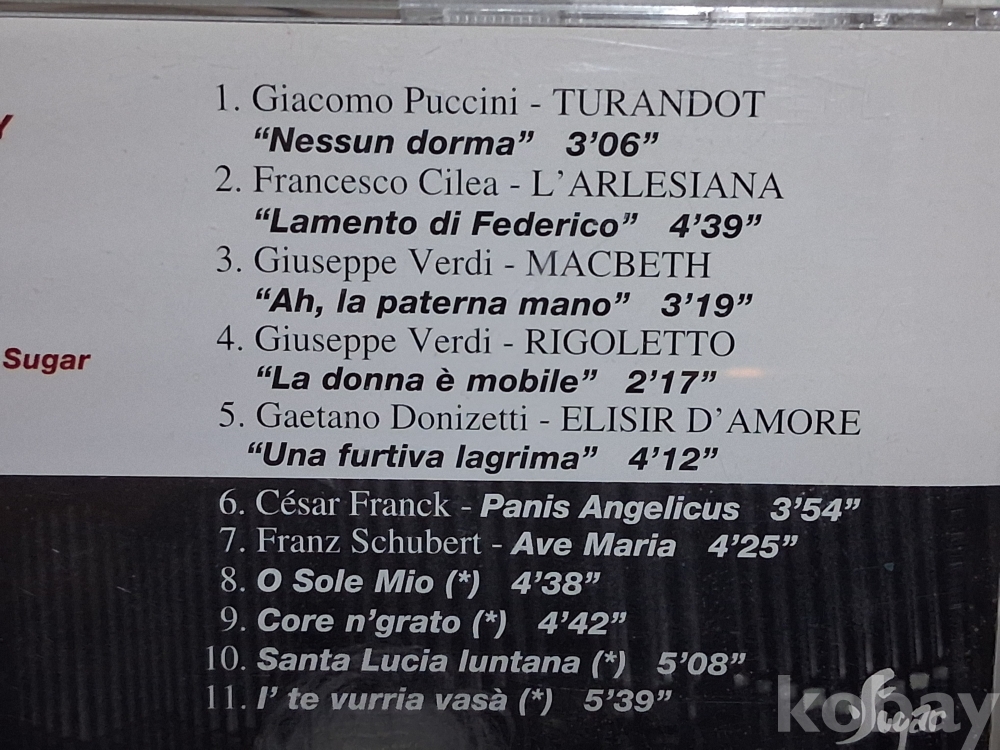 1. Giacomo Puccini - TURANDOT
“Nessun dorma” 3’06”
2. Francesco Cilea - L’ARLESIANA
“Lamento di Federico” 4’39”
3. Giuseppe Verdi - MACBETH
“Ah, la paterna mano” 3’19”
4. Giuseppe Verdi - RIGOLETTO
Sugar
“La donna è mobile” 2’17”
5. Gaetano Donizetti - ELISIR D’AMORE
“Una furtiva lagrima” 4’12”
6. César Franck - Panis Angelicus 3’54”
7. Franz Schubert - Ave Maria 4’25”
8. O Sole Mio (*) 4’38”
9. Core n’grato (*) 4’42”
10. Santa Lucia luntana (*) 5’08”
11. I’ te vurria vasà (*) 5’39”
kobay
Sugar